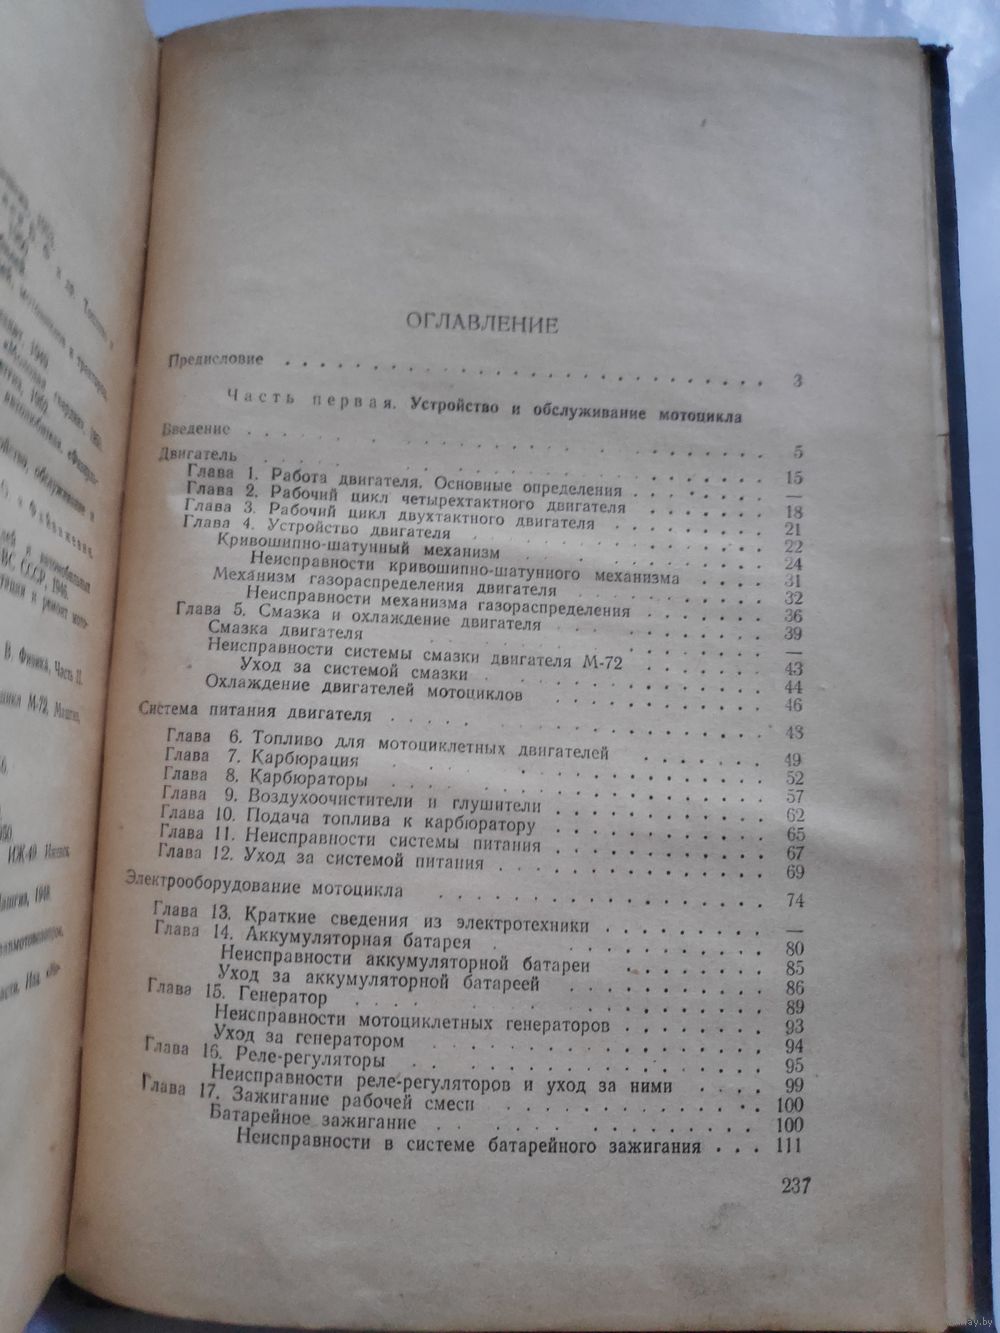 ОГЛАВЛЕНИЕ
Предисловие . . . 3
Часть первая. Устройство и обслуживание мотоцикла
Введение . . . 5
Двигатель . . . 15
Глава 1. Работа двигателя. Основные определения . . . —
Глава 2. Рабочий цикл четырехтактного двигателя . . . 18
Глава 3. Рабочий цикл двухтактного двигателя . . . 21
Глава 4. Устройство двигателя . . . 22
Кривошипно-шатунный механизм . . . 24
Неисправности кривошипно-шатунного механизма . . . 31
Механизм газораспределения двигателя . . . 32
Неисправности механизма газораспределения . . . 36
Глава 5. Смазка и охлаждение двигателя . . . 39
Смазка двигателя . . . —
Неисправности системы смазки двигателя М-72 . . . 43
Уход за системой смазки . . . 44
Охлаждение двигателей мотоциклов . . . 46
Система питания двигателя . . . 48
Глава 6. Топливо для мотоциклетных двигателей . . . 49
Глава 7. Карбюрация . . . 52
Глава 8. Карбюраторы . . . 57
Глава 9. Воздухоочистители и глушители . . . 62
Глава 10. Подача топлива к карбюратору . . . 65
Глава 11. Неисправности системы питания . . . 67
Глава 12. Уход за системой питания . . . 69
Электрооборудование мотоцикла . . . 74
Глава 13. Краткие сведения из электротехники . . . —
Глава 14. Аккумуляторная батарея . . . 80
Неисправности аккумуляторной батареи . . . 85
Уход за аккумуляторной батареей . . . 86
Глава 15. Генератор . . . 89
Неисправности мотоциклетных генераторов . . . 93
Уход за генератором . . . 94
Глава 16. Реле-регуляторы . . . 95
Неисправности реле-регуляторов и уход за ними . . . 99
Глава 17. Зажигание рабочей смеси . . . 100
Батарейное зажигание . . . 100
Неисправности в системе батарейного зажигания . . . 111
237